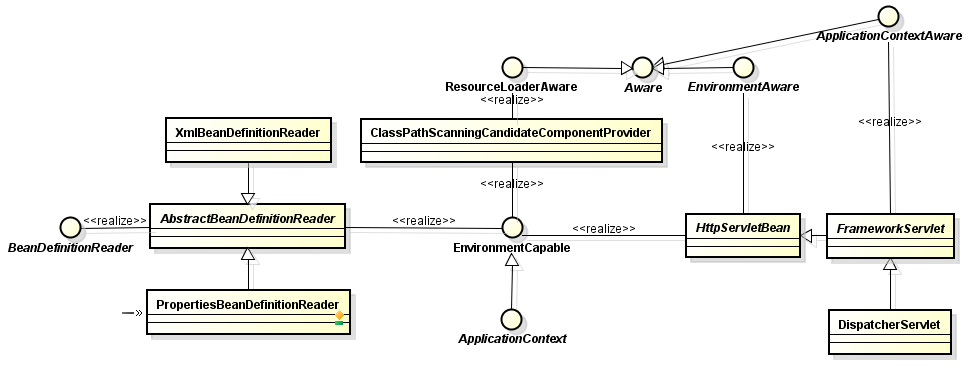 ApplicationContextAware
ResourceLoaderAware
Aware
EnvironmentAware
<<realize>>
XmlBeanDefinitionReader
ClassPathScanningCandidateComponentProvider
<<realize>>
<<realize>>
<<realize>>
<<realize>>
AbstractBeanDefinitionReader
<<realize>>
BeanDefinitionReader
EnvironmentCapable
<<realize>>
HttpServletBean
FrameworkServlet
PropertiesBeanDefinitionReader
ApplicationContext
DispatcherServlet